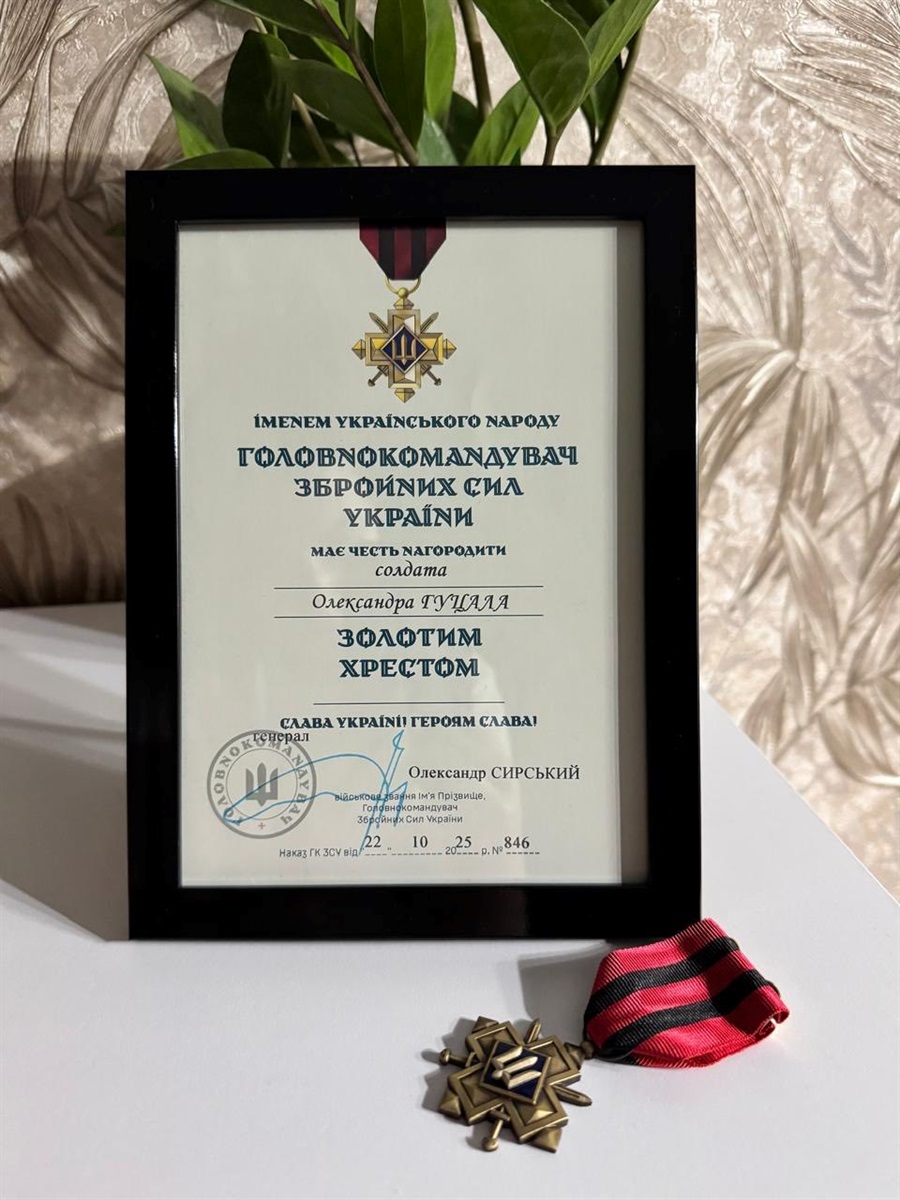 ІМЕНЕМ УКРАЇНСЬКОГО НАРОДУ
ГОЛОВНОКОМАНДУВАЧ
ЗБРОЙНИХ СИЛ
УКРАЇНИ
МАЄ ЧЕСТЬ НАГОРОДИТИ
солдата
Олександра ГУЦАЛА
ЗОЛОТИМ
ХРЕСТОМ
СЛАВА УКРАЇНІ! ГЕРОЯМ СЛАВА!
генерал
ГОЛОВНОКОМАНДУВАЧ
Олександр СИРСЬКИЙ
військове звання Ім'я Прізвище,
Головнокомандувач
Збройних Сил України
Наказ ГК ЗСУ від "22" 10 2025 р. № 846